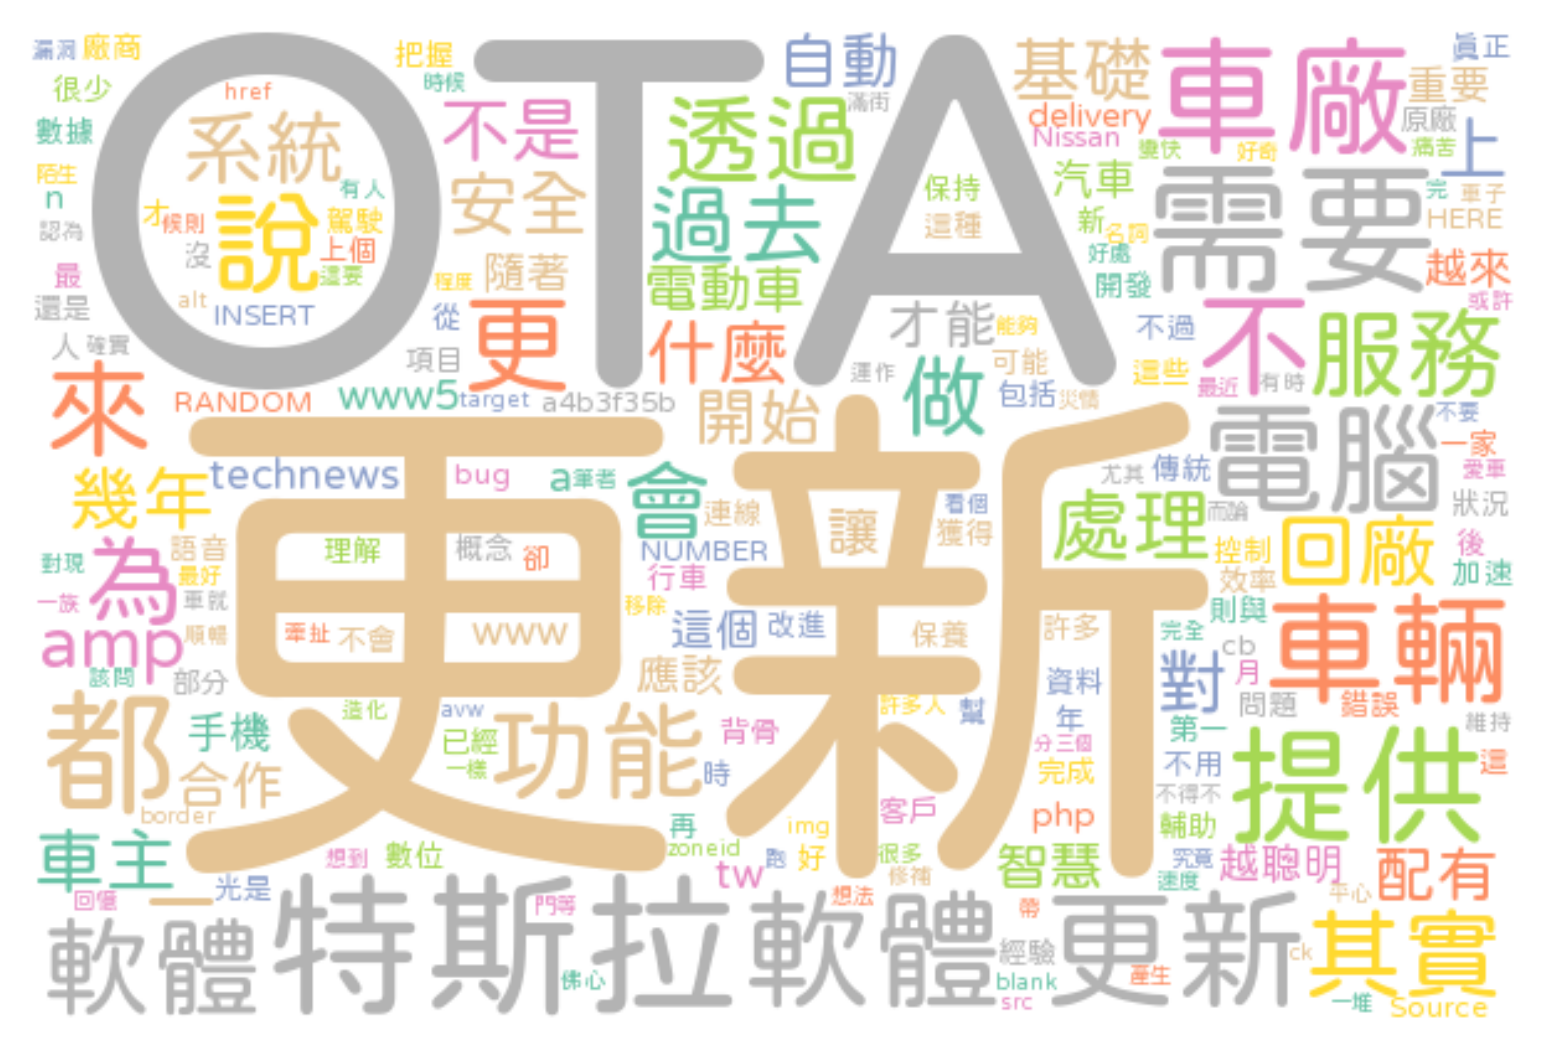 漏洞 廠商 把握 自動 基礎 車廠 眞正
很少 href 時候 不是 透過 滿街 delivery 重要
數據 系統 OTA Nissan 原廠 上
陌生 有人 安全 保持 汽車 變快 好奇 痛苦
n 才 候則 說 駕駛 過去 這種 新 名詞 需要 完 車子
認為 沒 上個 HERE
最 alt 這要 程度 隨著 電動車 好處 開發 越來
還是 INSERT 從 更 什麼 才能 能夠 不過 不 服務 或許
人 確實 項目 運作 可能 這些
來 RANDOM www5 target a4b3f35b 開始 做 包括 災情 最近 有時
technews bug a 筆者 會 看個 尤其 傳統 電腦 不要 一家
幾年 連線 讓 獲得 處理 而論 愛車 狀況
對現 為 語音 理解 概念 卻 NUMBER 控制 回廠 後
一族 最好 車就 更新 行車 移除 效率 加速
amp 順暢 牽扯 不會 www 這個 改進 保養 許多 則與 完全 車輛
該問 部分 應該 資料 cb 月
都 手機 造化 avw 功能 背骨 許多人 幫 年 對 問題 錯誤 維持
合作 已經 一樣 時 分三個 第一 這
border 客戶 完成 不用 提供
車主 想到 數位 再 img php 不得不
zoneid 跑 好 很多 輔助
回償 光是 tw 修補 智慧 速度 究竟 越聰明 配有
一 門等 想法 帶 平心
軟體 特斯拉 軟體 更新 經驗 其實
佛心 blank 產生 ck
src 一堆 Source